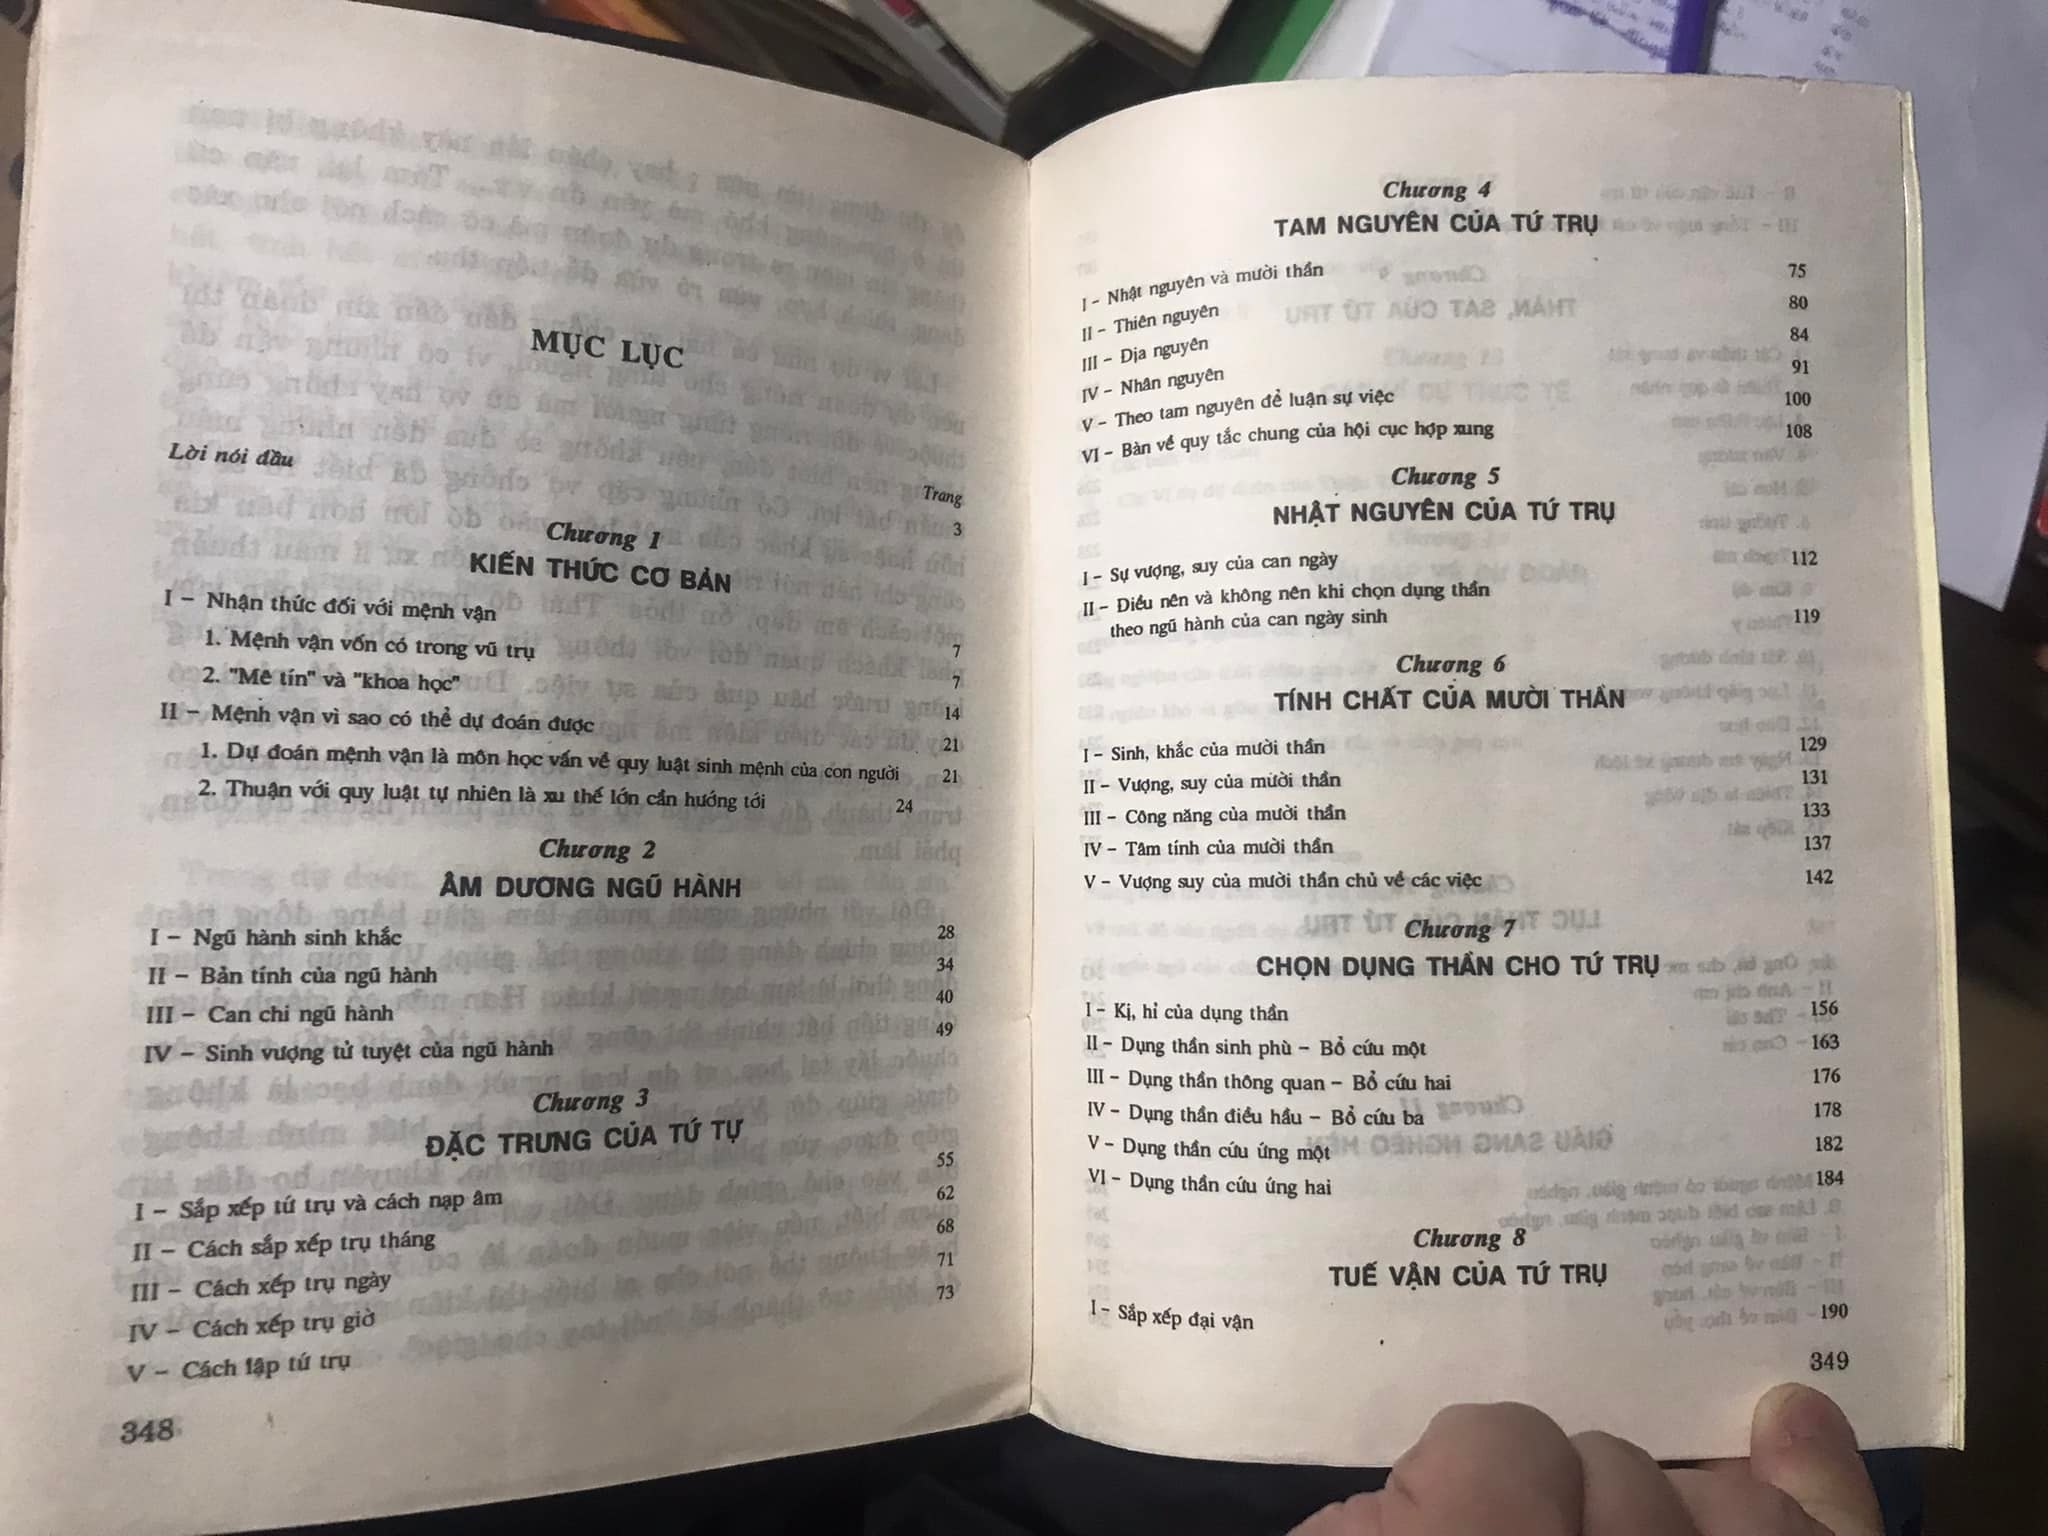 MỤC LỤC
Lời nói đầu
Trang
3
Chương 1
KIẾN THỨC CƠ BẢN
I - Nhận thức đối với mệnh vận 7
1. Mệnh vận vốn có trong vũ trụ 7
2. "Mê tín" và "khoa học" 14
II - Mệnh vận vì sao có thể dự đoán được 21
1. Dự đoán mệnh vận là môn học vấn về quy luật sinh mệnh của con người 21
2. Thuận với quy luật tự nhiên là xu thế lớn cần hướng tới 24
Chương 2
ÂM DƯƠNG NGŨ HÀNH
I - Ngũ hành sinh khắc 28
II - Bản tính của ngũ hành 34
III - Can chi ngũ hành 40
IV - Sinh vượng tử tuyệt của ngũ hành 49
Chương 3
ĐẶC TRƯNG CỦA TỨ TỰ
I - Sắp xếp tứ trụ và cách nạp âm 55
II - Cách sắp xếp trụ tháng 62
III - Cách xếp trụ ngày 68
IV - Cách xếp trụ giờ 71
V - Cách lập tứ trụ 73
348
Chương 4
TAM NGUYÊN CỦA TỨ TRỤ
I - Nhật nguyên và mười thần 75
II - Thiên nguyên 80
III - Địa nguyên 84
IV - Nhân nguyên 91
V - Theo tam nguyên để luận sự việc 100
VI - Bàn về quy tắc chung của hội cục hợp xung 108
Chương 5
NHẬT NGUYÊN CỦA TỨ TRỤ
I - Sự vượng, suy của can ngày 112
II - Điều nên và không nên khi chọn dụng thần
theo ngũ hành của can ngày sinh 119
Chương 6
TÍNH CHẤT CỦA MƯỜI THẦN
I - Sinh, khắc của mười thần 129
II - Vượng, suy của mười thần 131
III - Công năng của mười thần 133
IV - Tâm tính của mười thần 137
V - Vượng suy của mười thần chủ về các việc 142
Chương 7
CHỌN DỤNG THẦN CHO TỨ TRỤ
I - Kị, hỉ của dụng thần 156
II - Dụng thần sinh phù - Bổ cứu một 163
III - Dụng thần thông quan - Bổ cứu hai 176
IV - Dụng thần điều hầu - Bổ cứu ba 178
V - Dụng thần cứu ứng một 182
VI - Dụng thần cứu ứng hai 184
Chương 8
TUẾ VẬN CỦA TỨ TRỤ
I - Sắp xếp đại vận 190
349